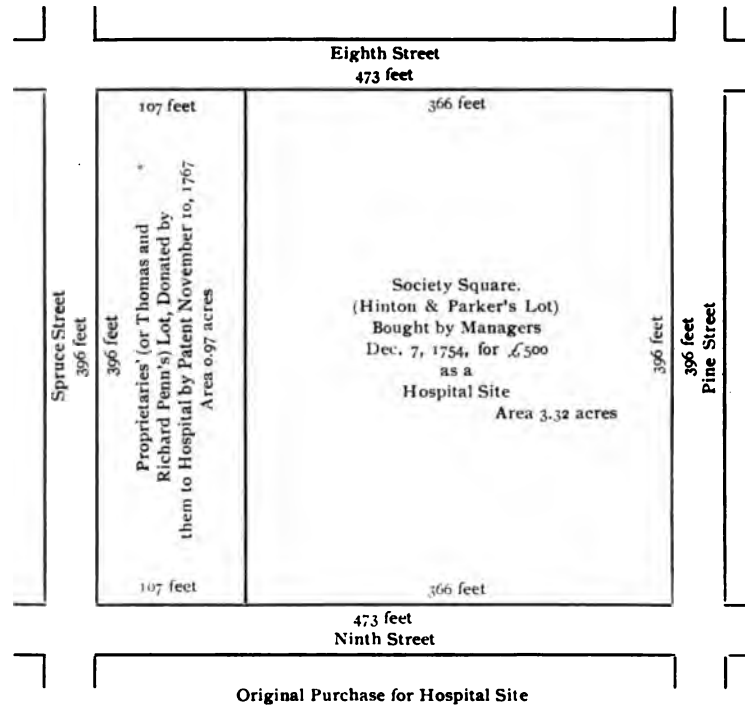 Eighth Street
473 feet
107 feet
366 feet
Spruce Street
396 feet
396 feet
Proprietaries' (or Thomas and
Richard Penn's) Lot, Donated by
them to Hospital by Patent November 10, 1767
Area 0.97 acres
Society Square.
(Hinton & Parker's Lot)
Bought by Managers
Dec. 7, 1754, for £500
as a
Hospital Site
Area 3.32 acres
396 feet
396 feet
Pine Street
107 feet
366 feet
473 feet
Ninth Street
Original Purchase for Hospital Site